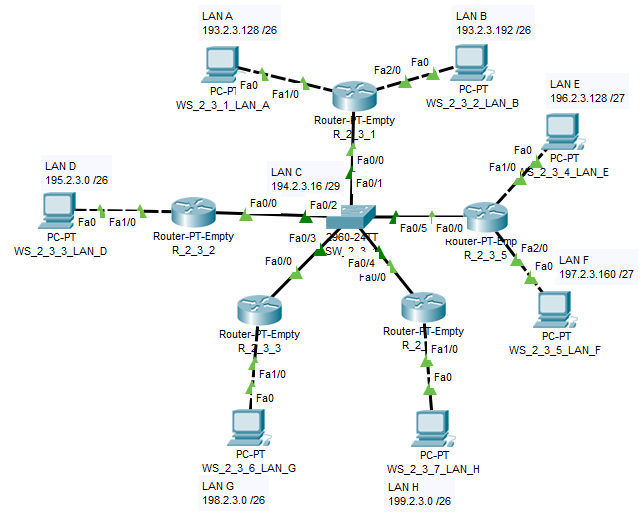 LAN A
193.2.3.128 /26
LAN B
193.2.3.192 /26
Fa0
Fa1/0
Fa2/0
Fa0
PC-PT
WS_2_3_1_LAN_A
PC-PT
WS_2_3_2_LAN_B
Router-PT-Empty
R_2_3_1
Fa0/0
Fa0/1
LAN E
196.2.3.128 /27
Fa0
Fa1/0
PC-PT
WS_2_3_4_LAN_E
LAN D
195.2.3.0 /26
Fa0
Fa1/0
PC-PT
WS_2_3_3_LAN_D
Router-PT-Empty
R_2_3_2
Fa0/0
LAN C
194.2.3.16 /29
Fa0/2
Fa0/3
2960-24TT
SW_2_3_
Fa0/4
Fa0/5
Fa0/0
R_2_3_5
Fa2/0
Fa0
LAN F
197.2.3.160 /27
PC-PT
WS_2_3_5_LAN_F
Fa0/0
Router-PT-Empty
R_2_3_3
Fa1/0
Fa0
PC-PT
WS_2_3_6_LAN_G
LAN G
198.2.3.0 /26
Fa0/0
Router-PT-Empty
Fa1/0
Fa0
PC-PT
WS_2_3_7_LAN_H
LAN H
199.2.3.0 /26